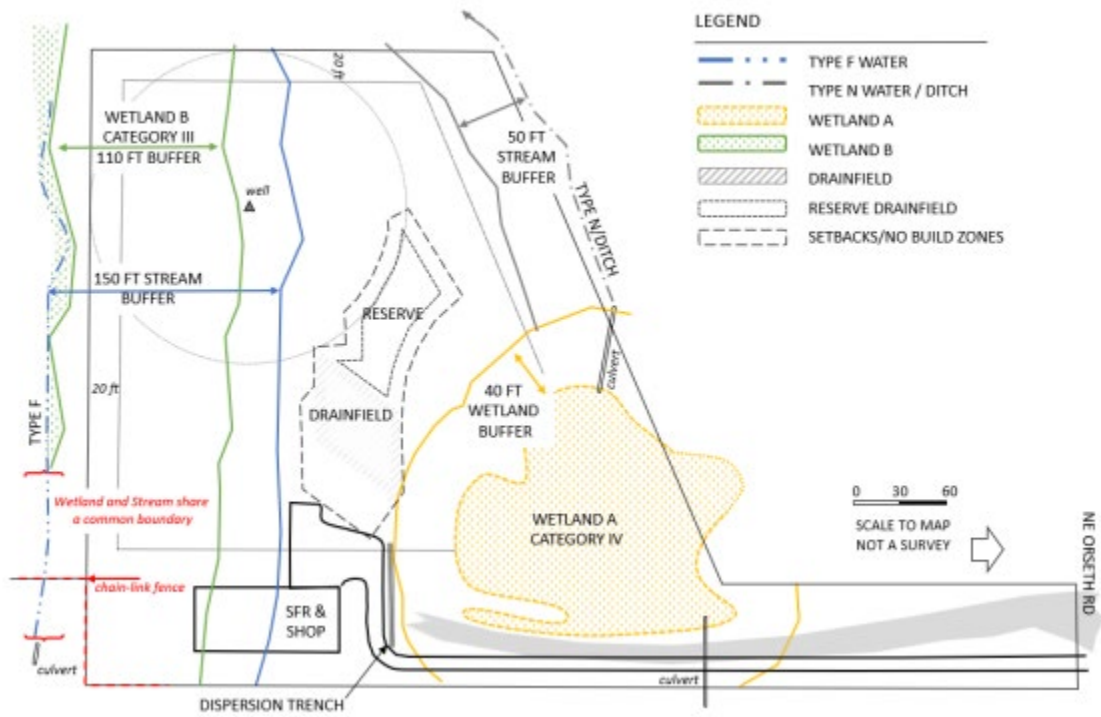 LEGEND
TYPE F WATER
TYPE N WATER / DITCH
WETLAND A
WETLAND B
DRAINFIELD
RESERVE DRAINFIELD
SETBACKS/NO BUILD ZONES
20 ft
WETLAND B
CATEGORY III
110 FT BUFFER
50 FT
STREAM
BUFFER
well
TYPE N/DITCH
150 FT STREAM
BUFFER
RESERVE
culvert
20 ft
TYPE F
DRAINFIELD
40 FT
WETLAND
BUFFER
Wetland and Stream share
a common boundary
WETLAND A
CATEGORY IV
0 30 60
SCALE TO MAP
NOT A SURVEY
NE ORSETH RD
chain-link fence
SFR &
SHOP
culvert
culvert
DISPERSION TRENCH